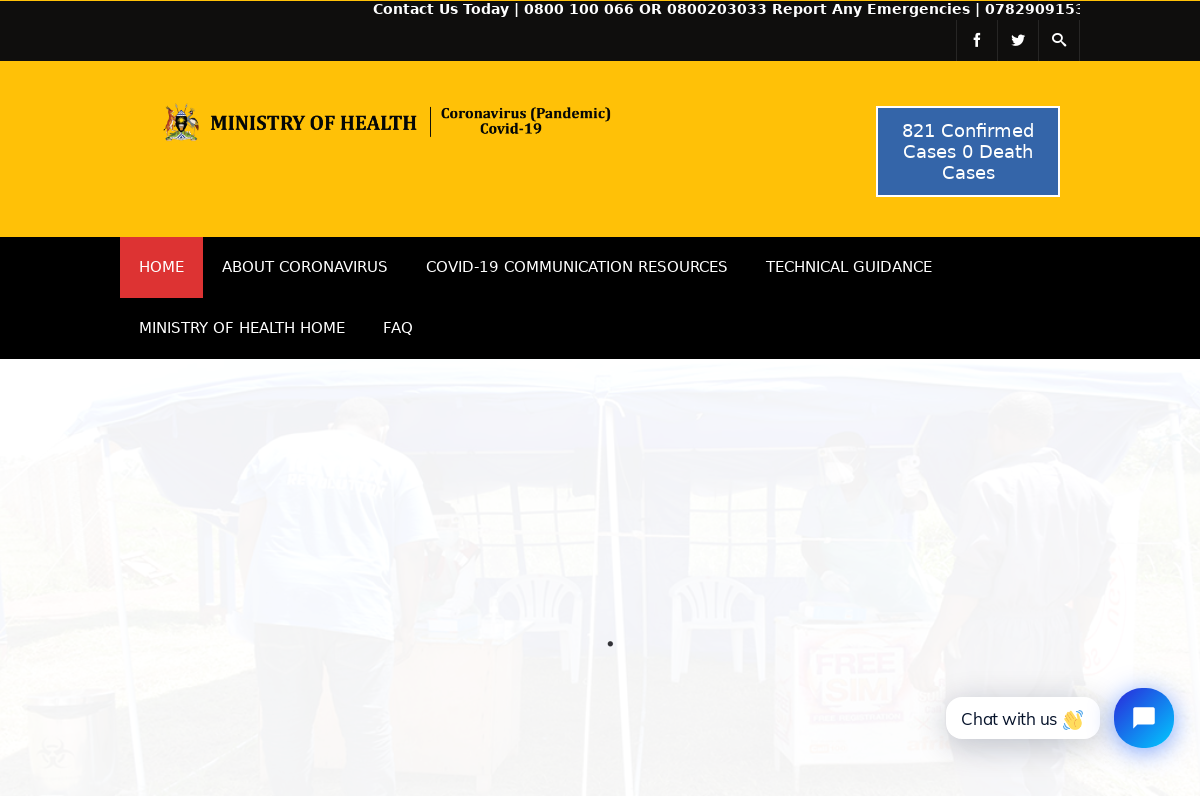 Contact Us Today | 0800 100 066 OR 0800203033 Report Any Emergencies | 0782909153
MINISTRY OF HEALTH
Coronavirus (Pandemic)
Covid-19
821 Confirmed
Cases 0 Death
Cases
HOME ABOUT CORONAVIRUS COVID-19 COMMUNICATION RESOURCES TECHNICAL GUIDANCE
MINISTRY OF HEALTH HOME FAQ
FREE
SIM
Chat with us 👋